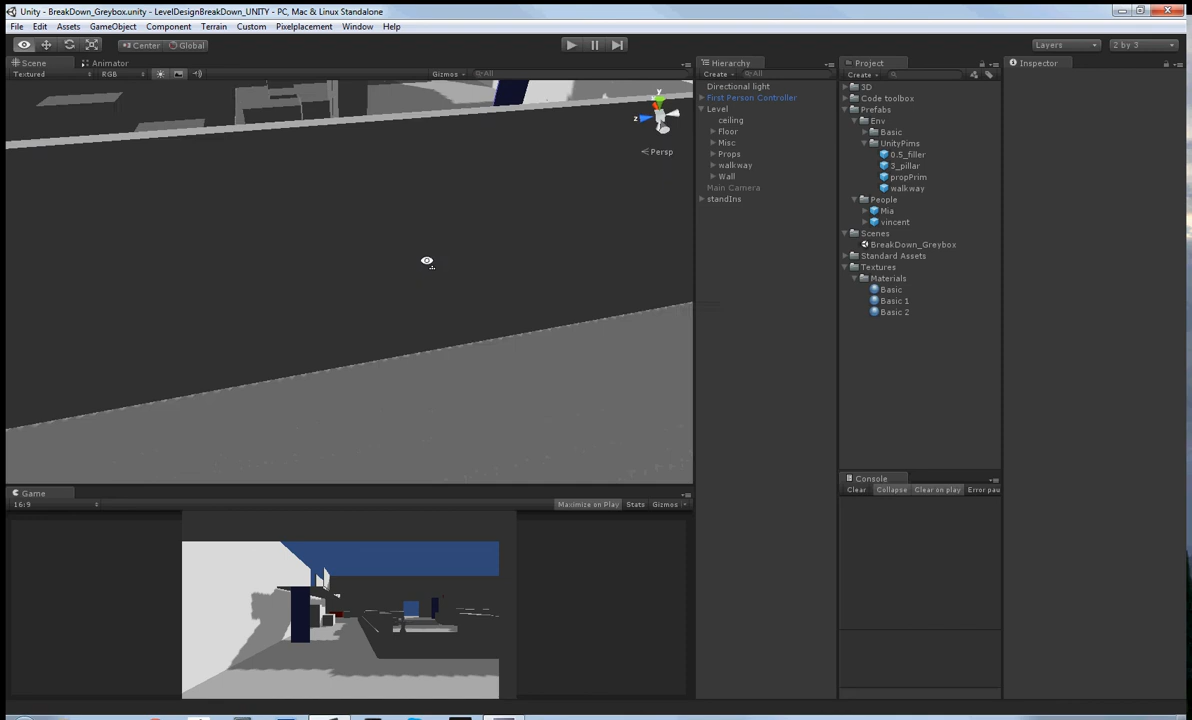 Unity - BreakDown_Greybox.unity - LevelDesignBreakDown_UNITY - PC, Mac & Linux Standalone
File Edit Assets GameObject Component Terrain Custom Pixelplacement Window Help
Center Global Layers 2 by 3
Scene Animator
Textured RGB Gizmos All
y
z
Persp
Hierarchy
Create All
Directional light
First Person Controller
Level
ceiling
Floor
Misc
Props
walkway
Wall
Main Camera
standIns
Project
Create
3D
Code toolbox
Prefabs
Env
Basic
UnityPims
0.5_filler
3_pillar
propPrim
walkway
People
Mia
vincent
Scenes
BreakDown_Greybox
Standard Assets
Textures
Materials
Basic
Basic 1
Basic 2
Inspector
Console
Clear Collapse Clear on play Error pau
Game
16:9 Maximize on Play Stats Gizmos